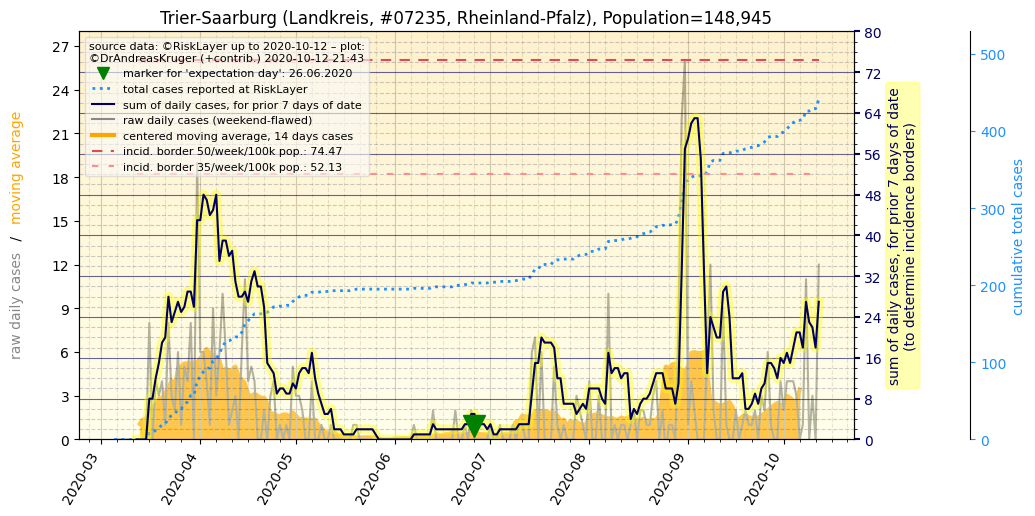 Trier-Saarburg (Landkreis, #07235, Rheinland-Pfalz), Population=148,945
source data: ©RiskLayer up to 2020-10-12 – plot:
©DrAndreasKruger (+contrib.) 2020-10-12 21:43
marker for 'expectation day': 26.06.2020
total cases reported at RiskLayer
sum of daily cases, for prior 7 days of date
raw daily cases (weekend-flawed)
centered moving average, 14 days cases
incid. border 50/week/100k pop.: 74.47
incid. border 35/week/100k pop.: 52.13
raw daily cases / moving average
27
24
21
18
15
12
9
6
3
0
2020-03
2020-04
2020-05
2020-06
2020-07
2020-08
2020-09
2020-10
80
72
64
56
48
40
32
24
16
8
0
sum of daily cases, for prior 7 days of date
(to determine incidence borders)
500
400
300
200
100
0
cumulative total cases